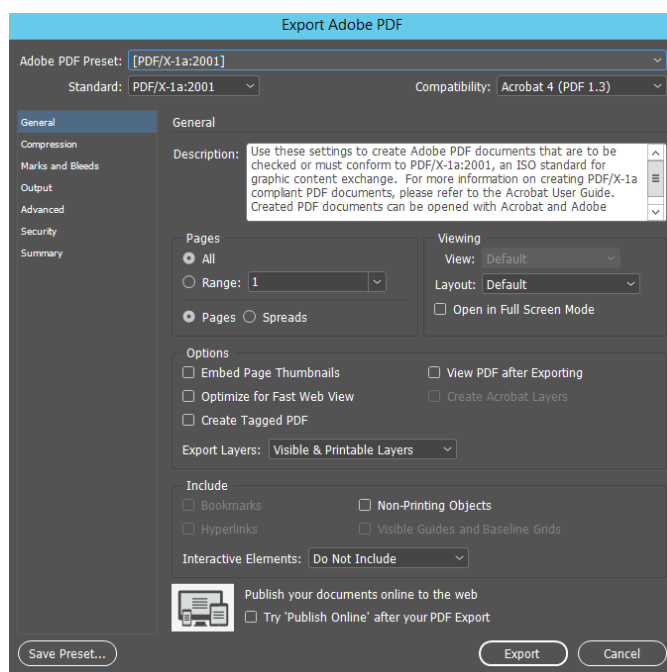 Export Adobe PDF
Adobe PDF Preset: [PDF/X-1a:2001]
Standard: PDF/X-1a:2001 Compatibility: Acrobat 4 (PDF 1.3)
General
Compression
Marks and Bleeds
Output
Advanced
Security
Summary
General
Description: Use these settings to create Adobe PDF documents that are to be
checked or must conform to PDF/X-1a:2001, an ISO standard for
graphic content exchange. For more information on creating PDF/X-1a
compliant PDF documents, please refer to the Acrobat User Guide.
Created PDF documents can be opened with Acrobat and Adobe
Pages
All
Range: 1
Pages Spreads
Viewing
View: Default
Layout: Default
Open in Full Screen Mode
Options
Embed Page Thumbnails View PDF after Exporting
Optimize for Fast Web View Create Acrobat Layers
Create Tagged PDF
Export Layers: Visible & Printable Layers
Include
Bookmarks Non-Printing Objects
Hyperlinks Visible Guides and Baseline Grids
Interactive Elements: Do Not Include
Publish your documents online to the web
Try 'Publish Online' after your PDF Export
Save Preset... Export Cancel